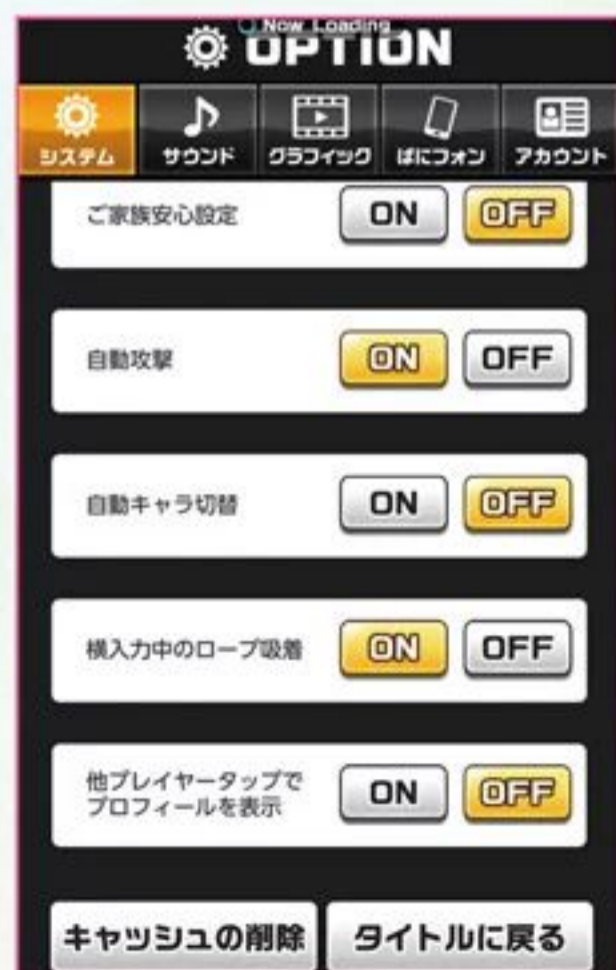 Now Loading
OPTION
システム サウンド グラフィック ぱにフォン アカウント
ご家族安心設定 ON OFF
自動攻撃 ON OFF
自動キャラ切替 ON OFF
横入力中のロープ吸着 ON OFF
他プレイヤータップで
プロフィールを表示 ON OFF
キャッシュの削除 タイトルに戻る